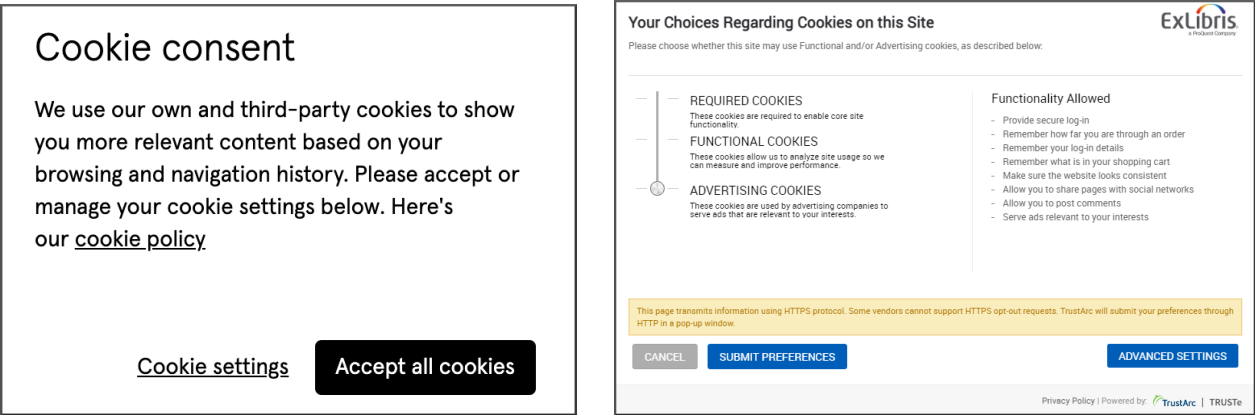 Cookie consent
We use our own and third-party cookies to show
you more relevant content based on your
browsing and navigation history. Please accept or
manage your cookie settings below. Here's
our cookie policy
Cookie settings
Accept all cookies
Your Choices Regarding Cookies on this Site
ExLibris
a ProQuest Company
Please choose whether this site may use Functional and/or Advertising cookies, as described below:
REQUIRED COOKIES
These cookies are required to enable core site
functionality.
FUNCTIONAL COOKIES
These cookies allow us to analyze site usage so we
can measure and improve performance.
ADVERTISING COOKIES
These cookies are used by advertising companies to
serve ads that are relevant to your interests.
Functionality Allowed
- Provide secure log-in
- Remember how far you are through an order
- Remember your log-in details
- Remember what is in your shopping cart
- Make sure the website looks consistent
- Allow you to share pages with social networks
- Allow you to post comments
- Serve ads relevant to your interests
This page transmits information using HTTPS protocol. Some vendors cannot support HTTPS opt-out requests. TrustArc will submit your preferences through
HTTP in a pop-up window.
CANCEL
SUBMIT PREFERENCES
ADVANCED SETTINGS
Privacy Policy | Powered by: TrustArc | TRUSTe